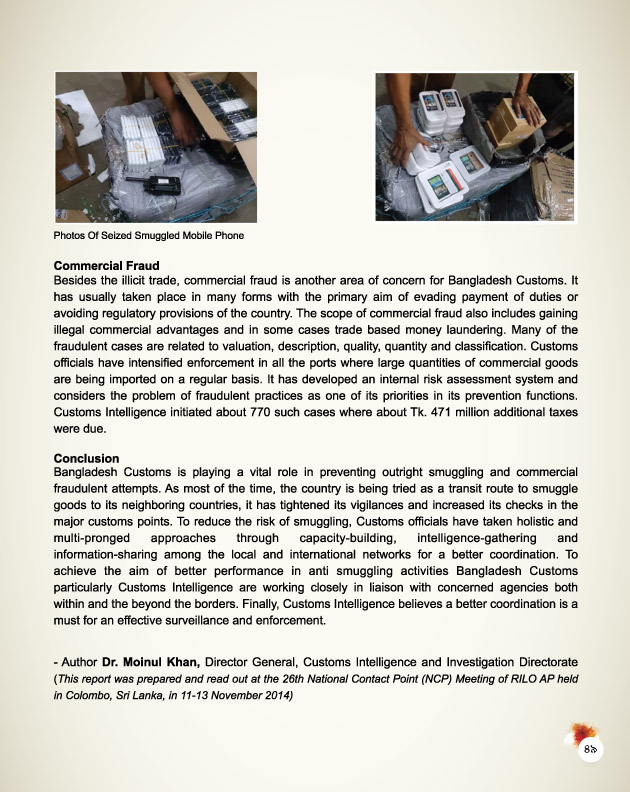 Photos Of Seized Smuggled Mobile Phone
Commercial Fraud
Besides the illicit trade, commercial fraud is another area of concern for Bangladesh Customs. It
has usually taken place in many forms with the primary aim of evading payment of duties or
avoiding regulatory provisions of the country. The scope of commercial fraud also includes gaining
illegal commercial advantages and in some cases trade based money laundering. Many of the
fraudulent cases are related to valuation, description, quality, quantity and classification. Customs
officials have intensified enforcement in all the ports where large quantities of commercial goods
are being imported on a regular basis. It has developed an internal risk assessment system and
considers the problem of fraudulent practices as one of its priorities in its prevention functions.
Customs Intelligence initiated about 770 such cases where about Tk. 471 million additional taxes
were due.
Conclusion
Bangladesh Customs is playing a vital role in preventing outright smuggling and commercial
fraudulent attempts. As most of the time, the country is being tried as a transit route to smuggle
goods to its neighboring countries, it has tightened its vigilances and increased its checks in the
major customs points. To reduce the risk of smuggling, Customs officials have taken holistic and
multi-pronged approaches through capacity-building, intelligence-gathering and
information-sharing among the local and international networks for a better coordination. To
achieve the aim of better performance in anti smuggling activities Bangladesh Customs
particularly Customs Intelligence are working closely in liaison with concerned agencies both
within and the beyond the borders. Finally, Customs Intelligence believes a better coordination is a
must for an effective surveillance and enforcement.
- Author Dr. Moinul Khan, Director General, Customs Intelligence and Investigation Directorate
(This report was prepared and read out at the 26th National Contact Point (NCP) Meeting of RILO AP held
in Colombo, Sri Lanka, in 11-13 November 2014)
৪৯